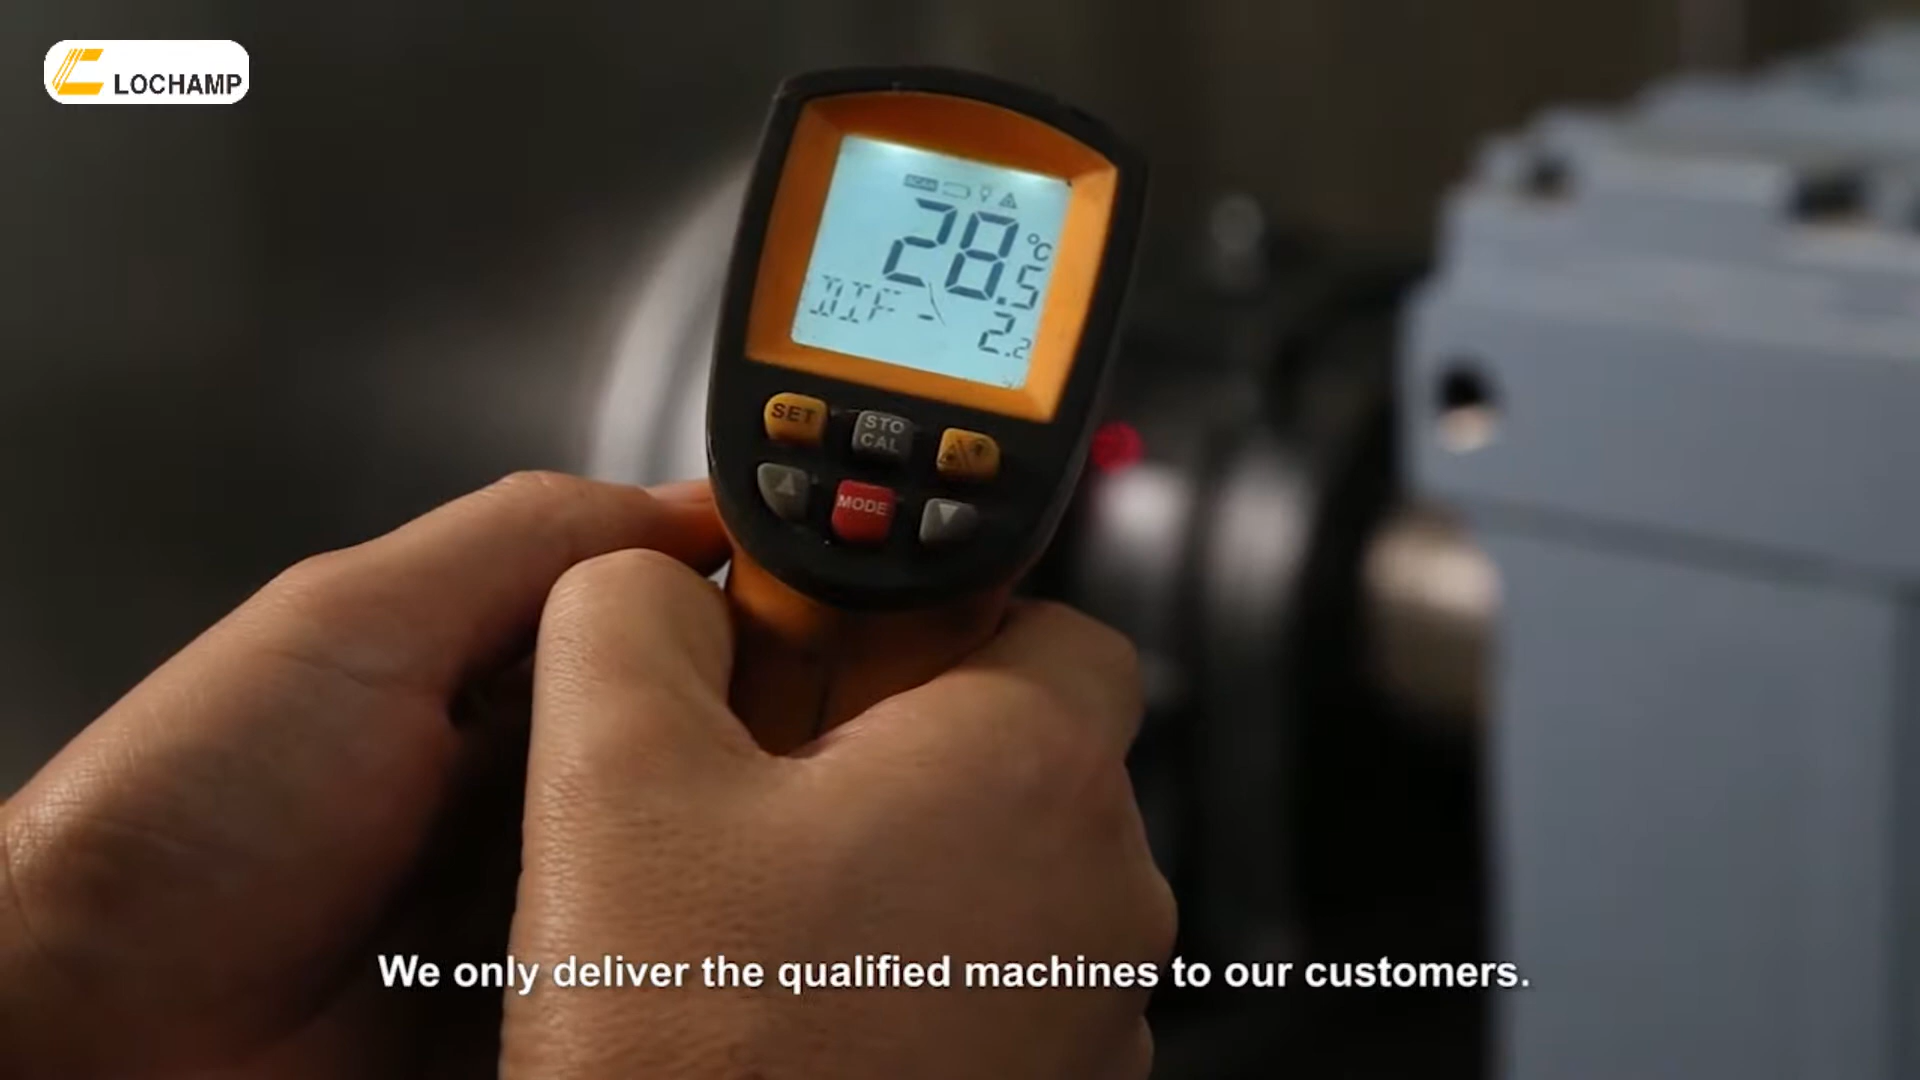 LOCHAMP
SCAN
28.5 °C
DIF - 2.2
SET
STO
CAL
MODE
We only deliver the qualified machines to our customers.